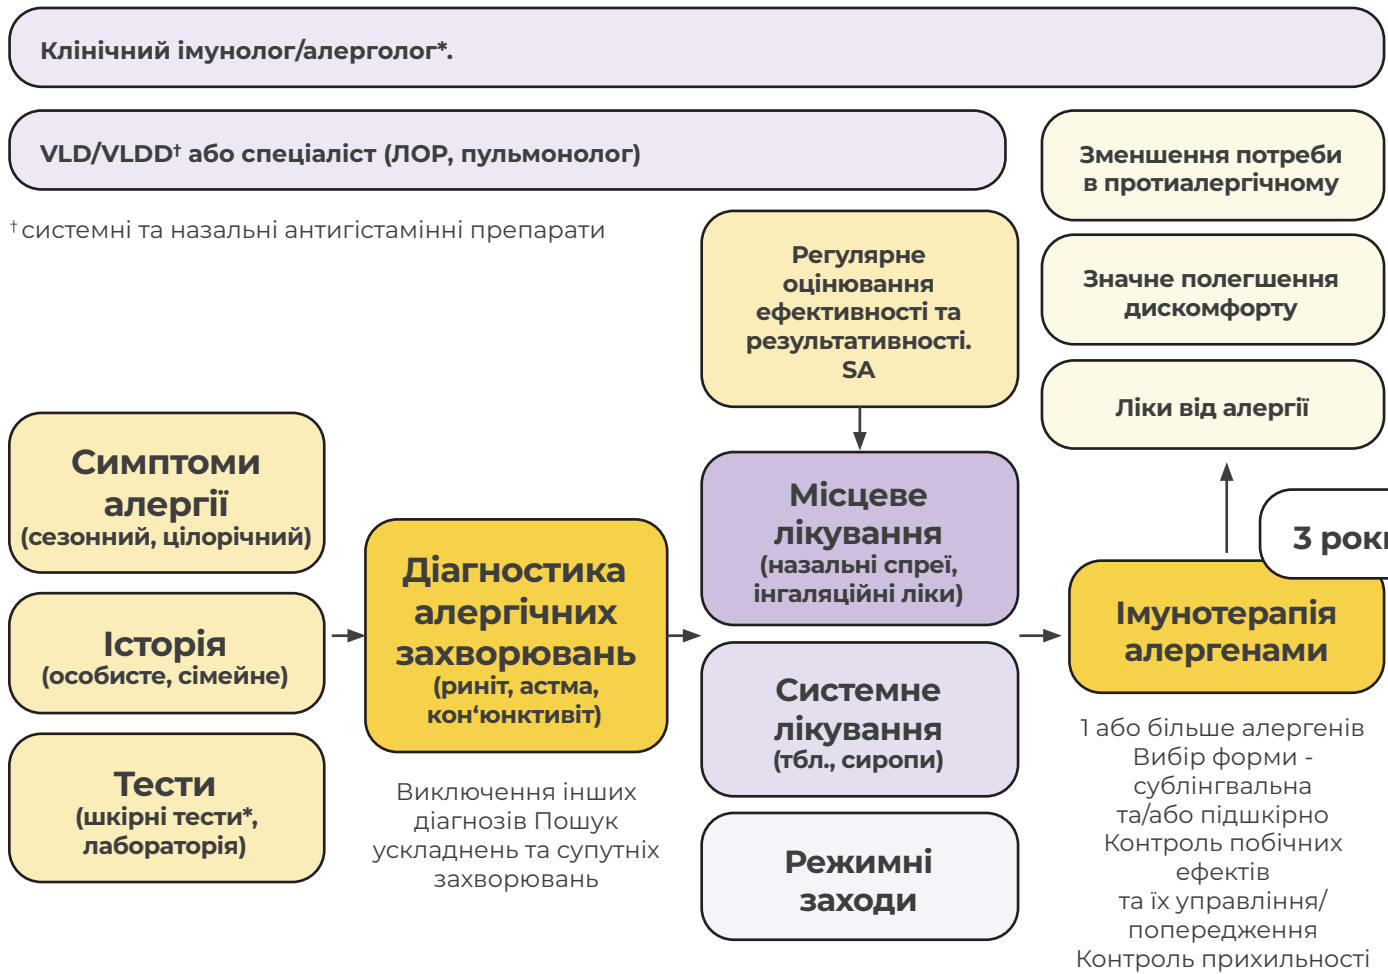 Клінічний імунолог/алерголог*.
VLD/VLDD† або спеціаліст (ЛОР, пульмонолог)
† системні та назальні антигістамінні препарати
Зменшення потреби
в протиалергічному
Значне полегшення
дискомфорту
Ліки від алергії
Регулярне
оцінювання
ефективності та
результативності.
SA
Симптоми
алергії
(сезонний, цілорічний)
Історія
(особисте, сімейне)
Тести
(шкірні тести*,
лабораторія)
Діагностика
алергічних
захворювань
(риніт, астма,
кон‘юнктивіт)
Виключення інших
діагнозів Пошук
ускладнень та супутніх
захворювань
Місцеве
лікування
(назальні спреї,
інгаляційні ліки)
Системне
лікування
(тбл., сиропи)
Режимні
заходи
3 роки
Імунотерапія
алергенами
1 або більше алергенів
Вибір форми -
сублінгвальна
та/або підшкірно
Контроль побічних
ефектів
та їх управління/
попередження
Контроль прихильності